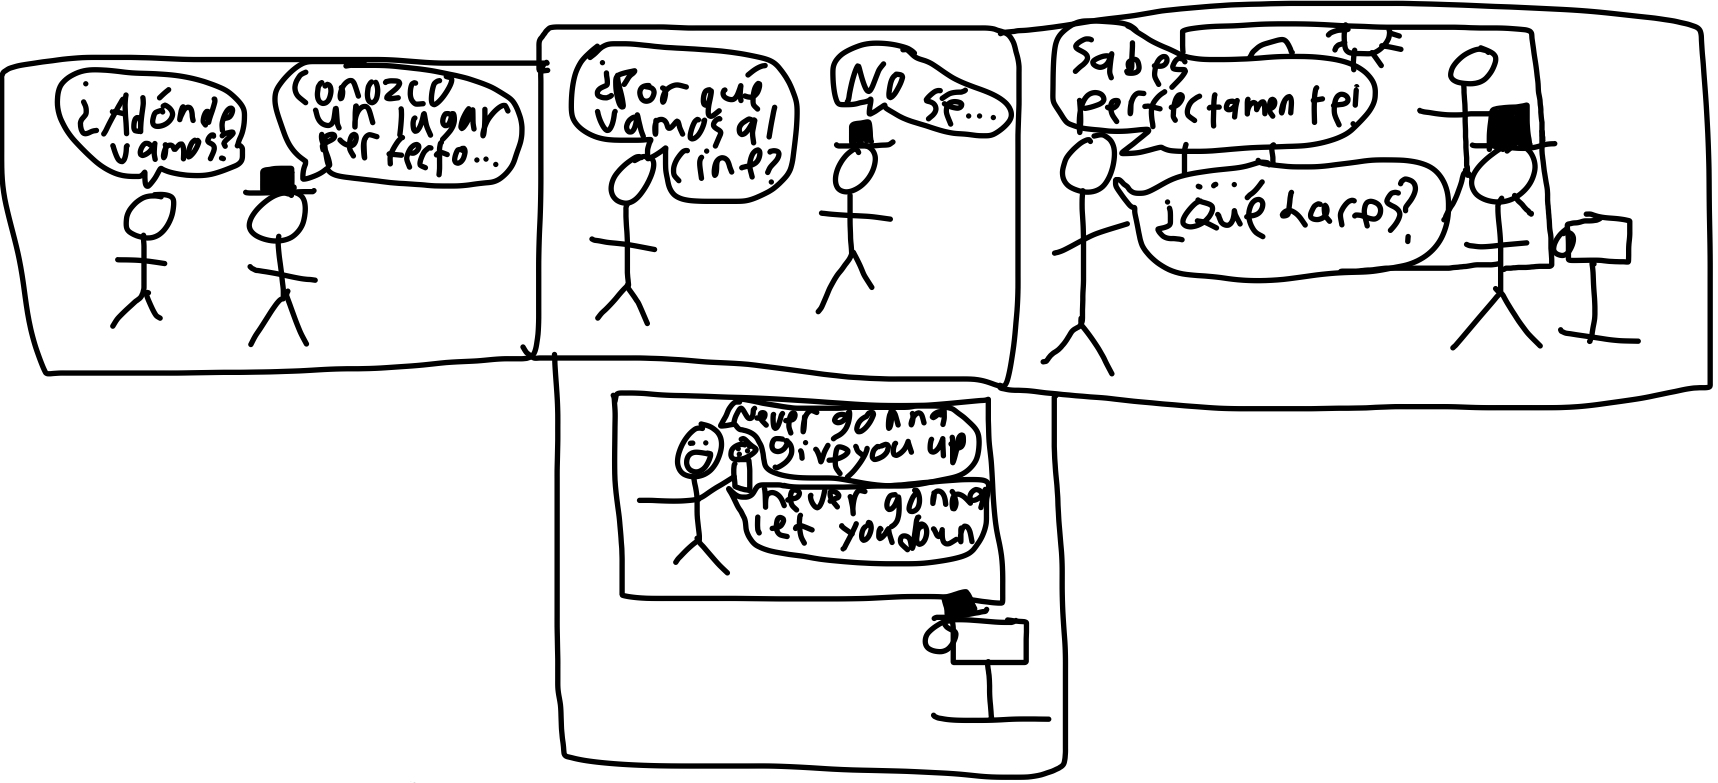 ¿Adónde
vamos?
Conozco
un lugar
perfecto...
¿Por qué
vamos al
cine?
No
sé...
Sabes
perfectamente!
¿Qué hares?
Never gonna
give you up
never gonna
let you down